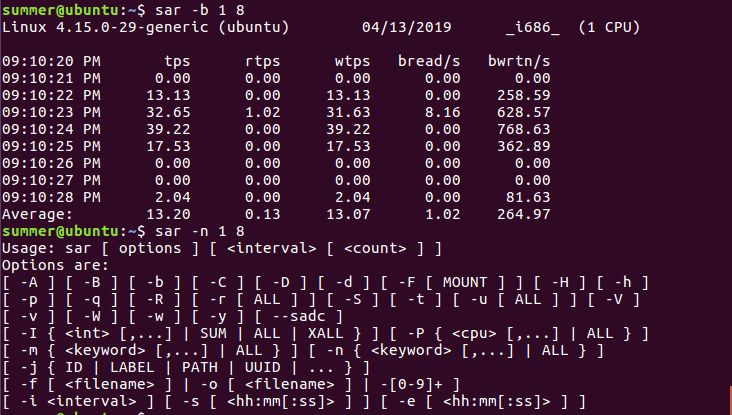 summer@ubuntu:~$ sar -b 1 8
Linux 4.15.0-29-generic (ubuntu) 04/13/2019 _i686_ (1 CPU)
09:10:20 PM tps rtps wtps bread/s bwrtn/s
09:10:21 PM 0.00 0.00 0.00 0.00 0.00
09:10:22 PM 13.13 0.00 13.13 0.00 258.59
09:10:23 PM 32.65 1.02 31.63 8.16 628.57
09:10:24 PM 39.22 0.00 39.22 0.00 768.63
09:10:25 PM 17.53 0.00 17.53 0.00 362.89
09:10:26 PM 0.00 0.00 0.00 0.00 0.00
09:10:27 PM 0.00 0.00 0.00 0.00 0.00
09:10:28 PM 2.04 0.00 2.04 0.00 81.63
Average: 13.20 0.13 13.07 1.02 264.97
summer@ubuntu:~$ sar -n 1 8
Usage: sar [ options ] [ <interval> [ <count> ] ]
Options are:
[ -A ] [ -B ] [ -b ] [ -C ] [ -D ] [ -d ] [ -F [ MOUNT ] ] [ -H ] [ -h ]
[ -p ] [ -q ] [ -R ] [ -r [ ALL ] ] [ -S ] [ -t ] [ -u [ ALL ] ] [ -V ]
[ -v ] [ -W ] [ -w ] [ -y ] [ --sadc ]
[ -I { <int> [,...] | SUM | ALL | XALL } ] [ -P { <cpu> [,...] | ALL } ]
[ -m { <keyword> [,...] | ALL } ] [ -n { <keyword> [,...] | ALL } ]
[ -j { ID | LABEL | PATH | UUID | ... } ]
[ -f [ <filename> ] | -o [ <filename> ] | -[0-9]+ ]
[ -i <interval> ] [ -s [ <hh:mm[:ss]> ] ] [ -e [ <hh:mm[:ss]> ] ]